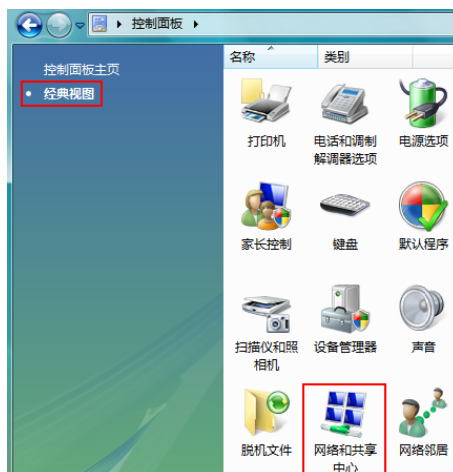 控制面板
控制面板主页
经典视图
名称 类别
打印机 电话和调制 电源选项
解调器选项
家长控制 键盘 默认程序
扫描仪和照 设备管理器 声音
相机
脱机文件 网络和共享 网络邻居
中心